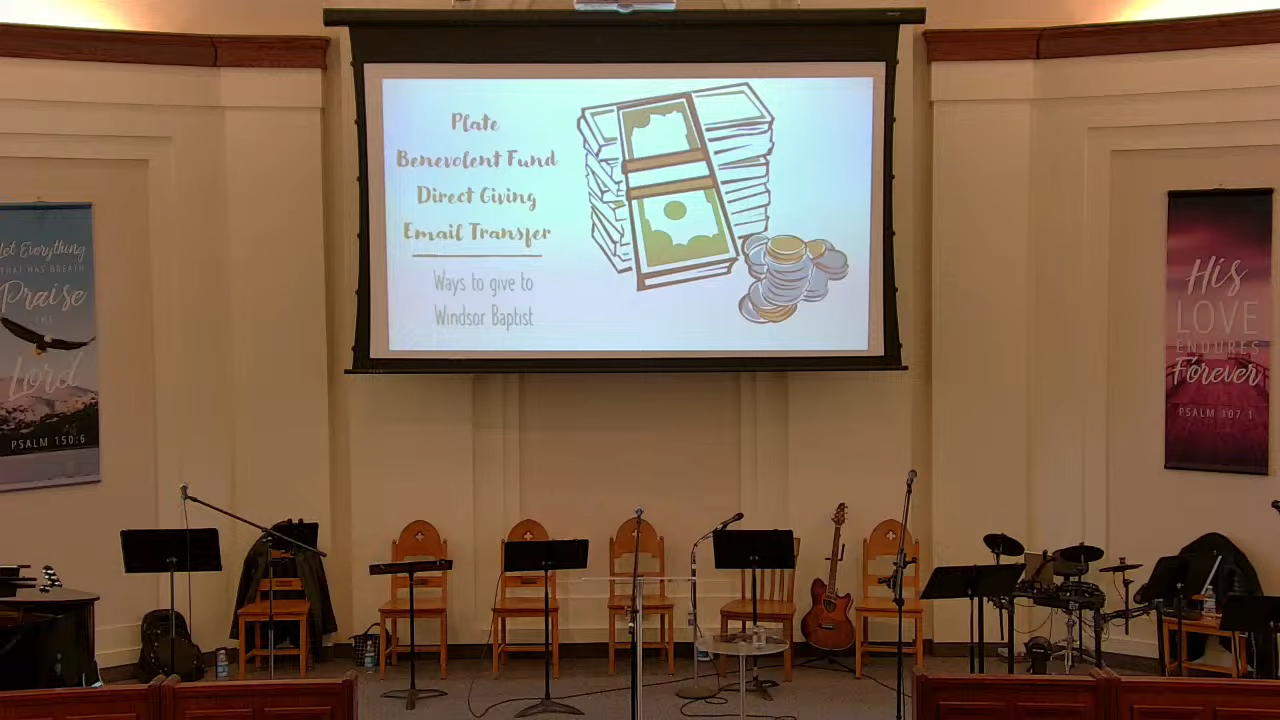 Plate
Benevolent Fund
Direct Giving
Email Transfer
Ways to give to
Windsor Baptist
Let Everything
THAT HAS BREATH
Praise
THE
Lord
PSALM 150:6
His
LOVE
ENDURES
Forever
PSALM 107:1